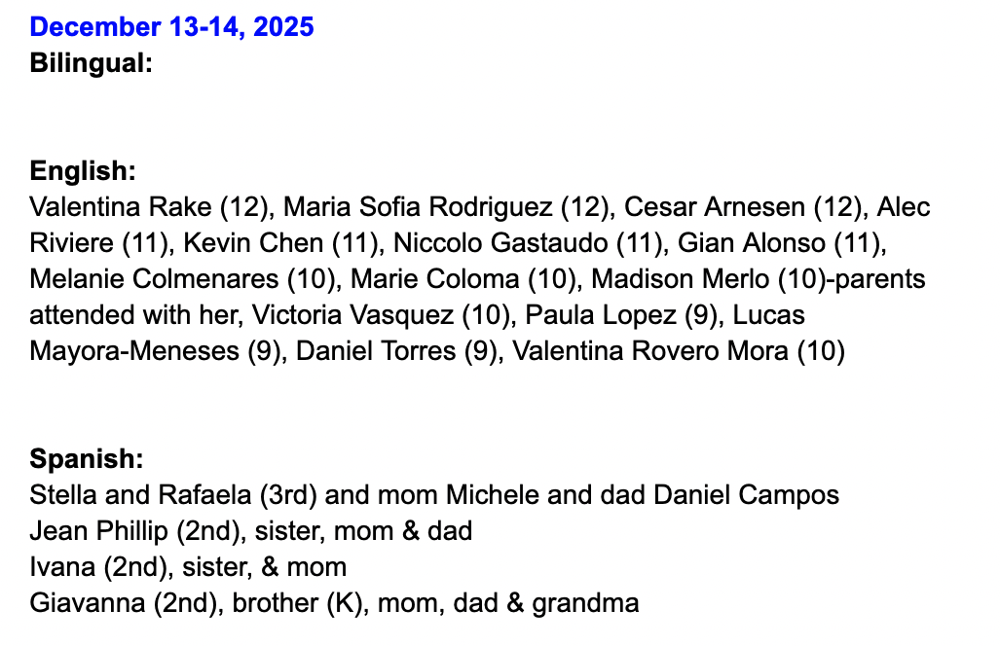 December 13-14, 2025
Bilingual:
English:
Valentina Rake (12), Maria Sofia Rodriguez (12), Cesar Arnesen (12), Alec
Riviere (11), Kevin Chen (11), Niccolo Gastaudo (11), Gian Alonso (11),
Melanie Colmenares (10), Marie Coloma (10), Madison Merlo (10)-parents
attended with her, Victoria Vasquez (10), Paula Lopez (9), Lucas
Mayora-Meneses (9), Daniel Torres (9), Valentina Rovero Mora (10)
Spanish:
Stella and Rafaela (3rd) and mom Michele and dad Daniel Campos
Jean Phillip (2nd), sister, mom & dad
Ivana (2nd), sister, & mom
Giavanna (2nd), brother (K), mom, dad & grandma